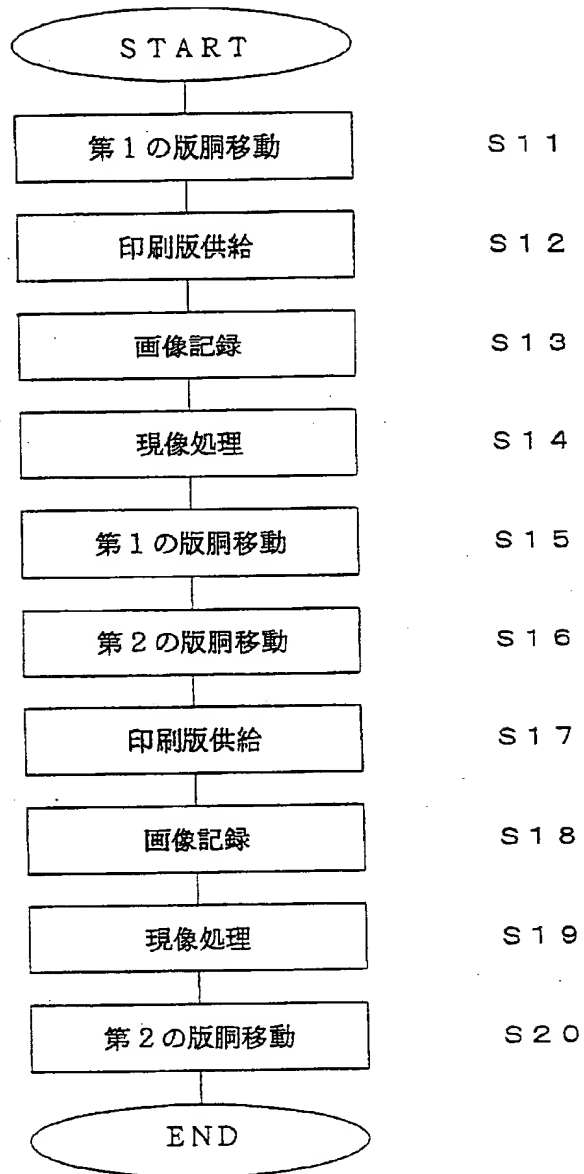 START
第1の版胴移動 S11
印刷版供給 S12
画像記録 S13
現像処理 S14
第1の版胴移動 S15
第2の版胴移動 S16
印刷版供給 S17
画像記録 S18
現像処理 S19
第2の版胴移動 S20
END